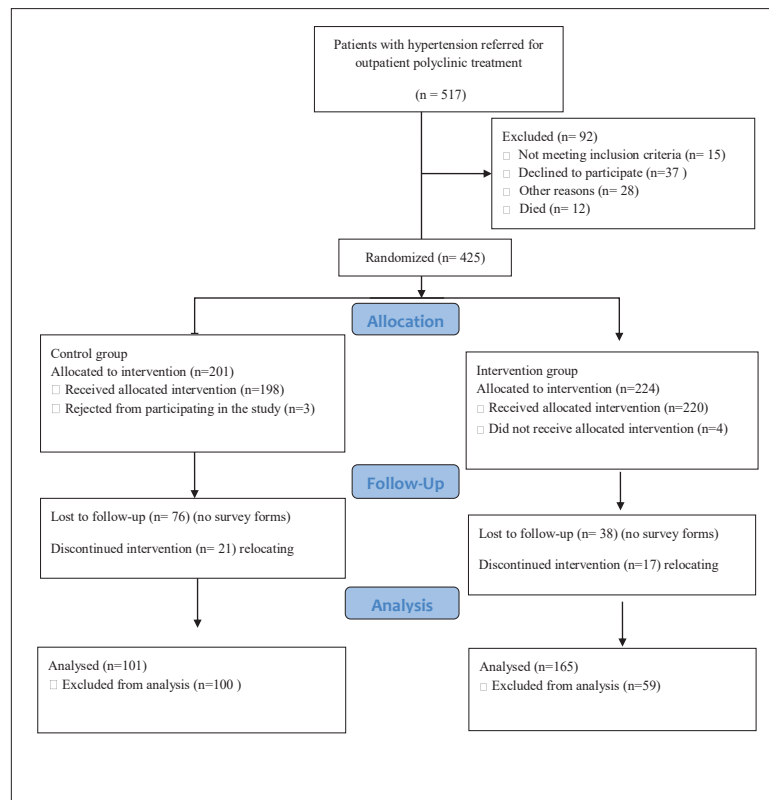 Patients with hypertension referred for
outpatient polyclinic treatment
(n = 517)
Excluded (n= 92)
Not meeting inclusion criteria (n= 15)
Declined to participate (n=37 )
Other reasons (n= 28)
Died (n= 12)
Randomized (n= 425)
Allocation
Control group
Allocated to intervention (n=201)
Received allocated intervention (n=198)
Rejected from participating in the study (n=3)
Intervention group
Allocated to intervention (n=224)
Received allocated intervention (n=220)
Did not receive allocated intervention (n=4)
Follow-Up
Lost to follow-up (n= 76) (no survey forms)
Discontinued intervention (n= 21) relocating
Lost to follow-up (n= 38) (no survey forms)
Discontinued intervention (n=17) relocating
Analysis
Analysed (n=101)
Excluded from analysis (n=100 )
Analysed (n=165)
Excluded from analysis (n=59)